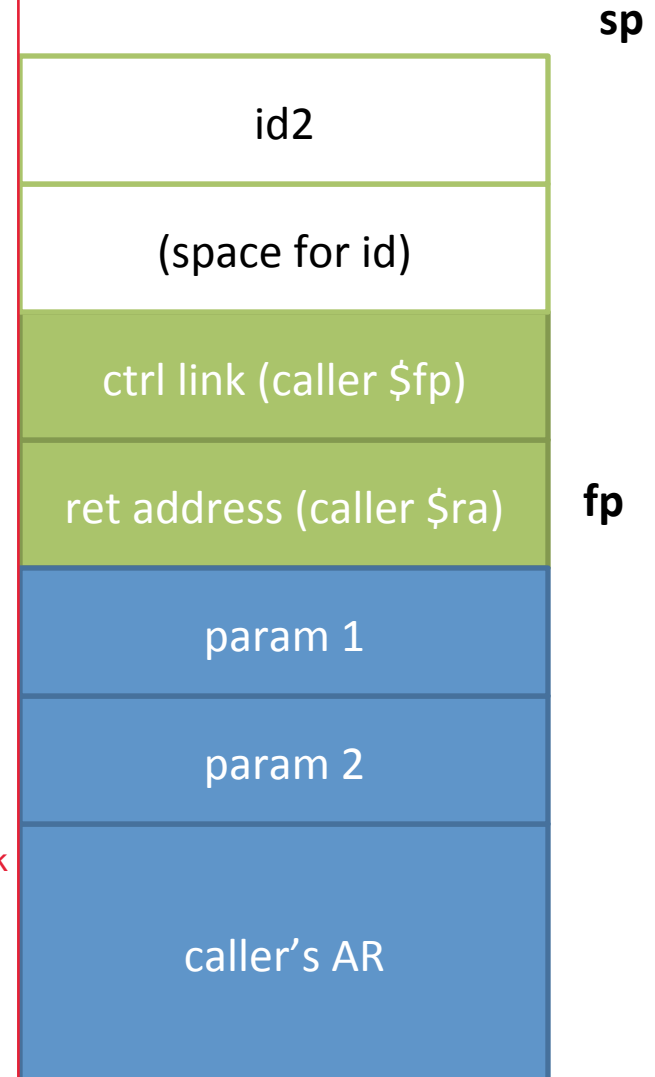 sp
id2
(space for id)
ctrl link (caller $fp)
ret address (caller $ra)
fp
param 1
param 2
k
caller’s AR